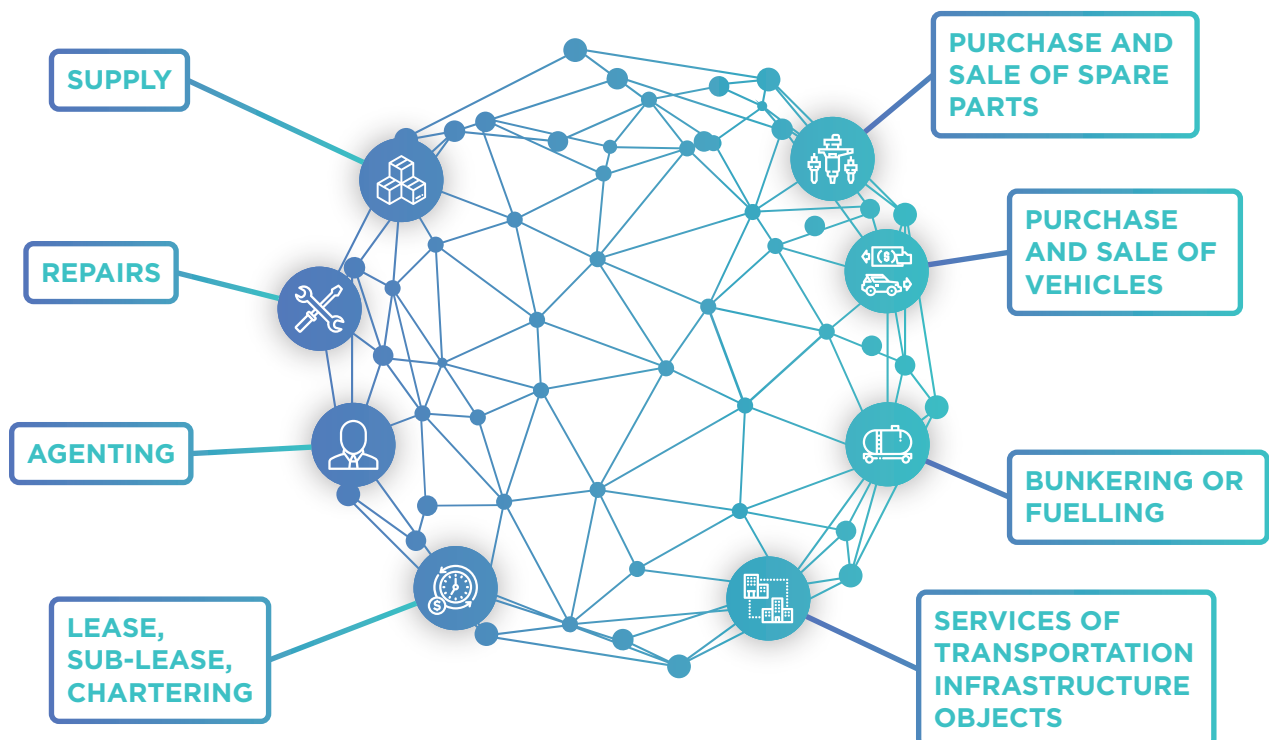 SUPPLY
REPAIRS
AGENTING
LEASE,
SUB-LEASE,
CHARTERING
PURCHASE AND
SALE OF SPARE
PARTS
PURCHASE
AND SALE OF
VEHICLES
BUNKERING OR
FUELLING
SERVICES OF
TRANSPORTATION
INFRASTRUCTURE
OBJECTS